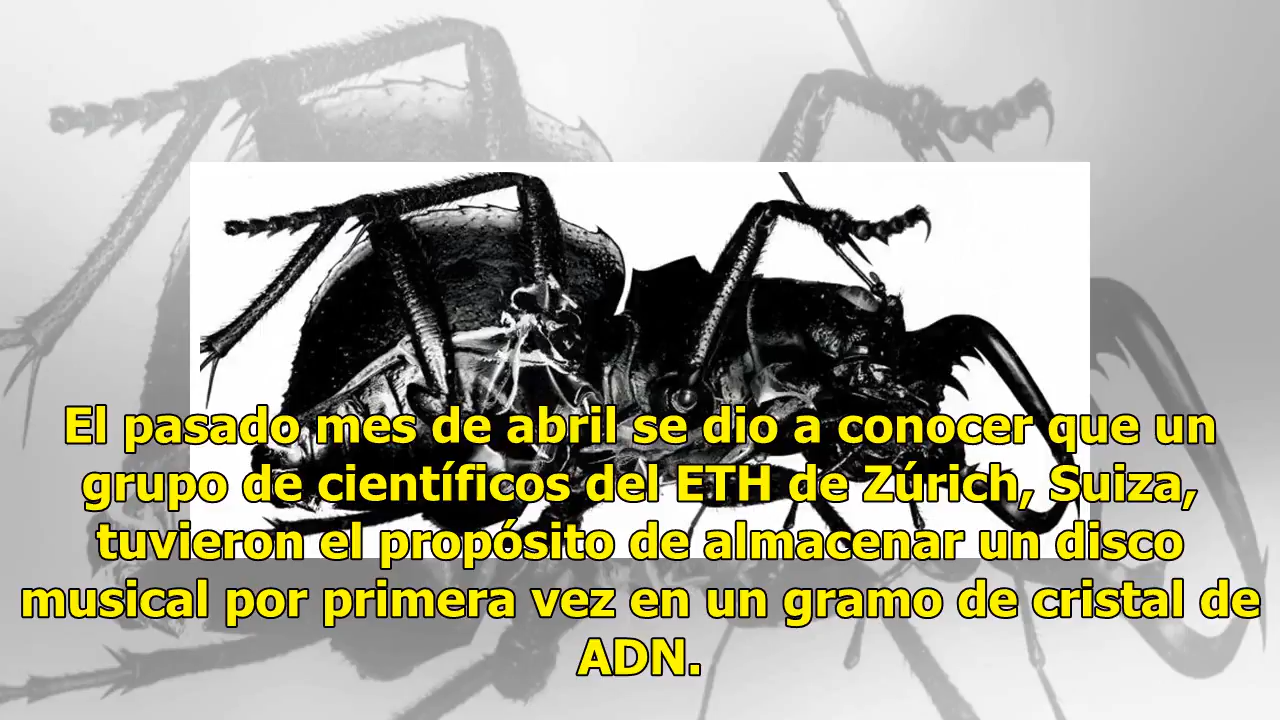 El pasado mes de abril se dio a conocer que un
grupo de científicos del ETH de Zúrich, Suiza,
tuvieron el propósito de almacenar un disco
musical por primera vez en un gramo de cristal de
ADN.